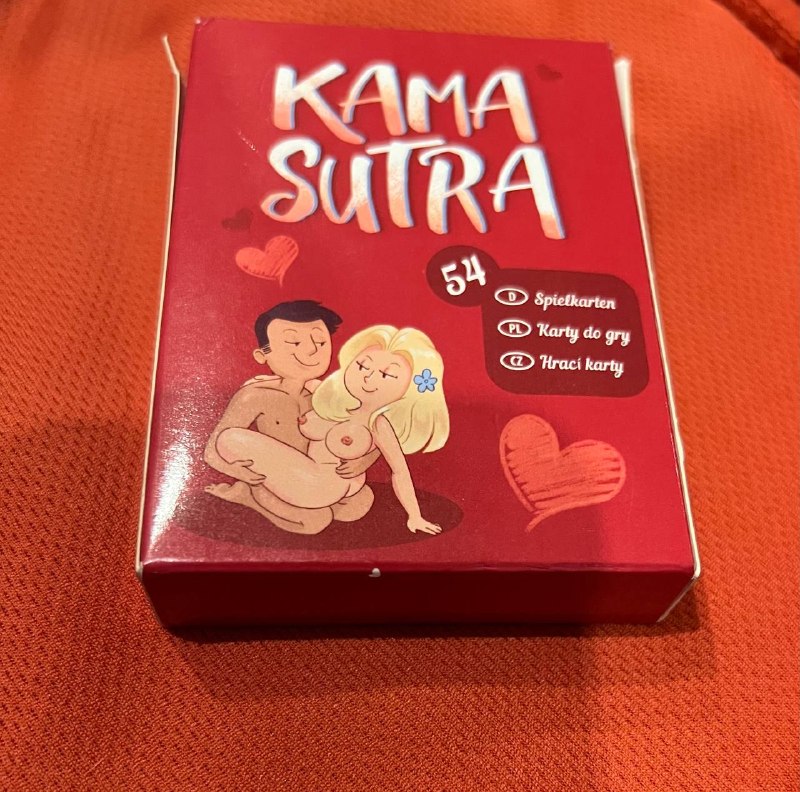 KAMA
SUTRA
54
D Spielkarten
PL Karty do gry
CZ Hrací karty